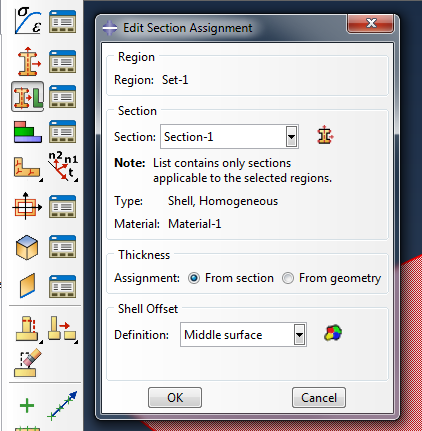 σ
ε
n2 n1
t
Edit Section Assignment
X
Region
Region: Set-1
Section
Section: Section-1
Note: List contains only sections
applicable to the selected regions.
Type: Shell, Homogeneous
Material: Material-1
Thickness
Assignment: From section From geometry
Shell Offset
Definition: Middle surface
OK Cancel